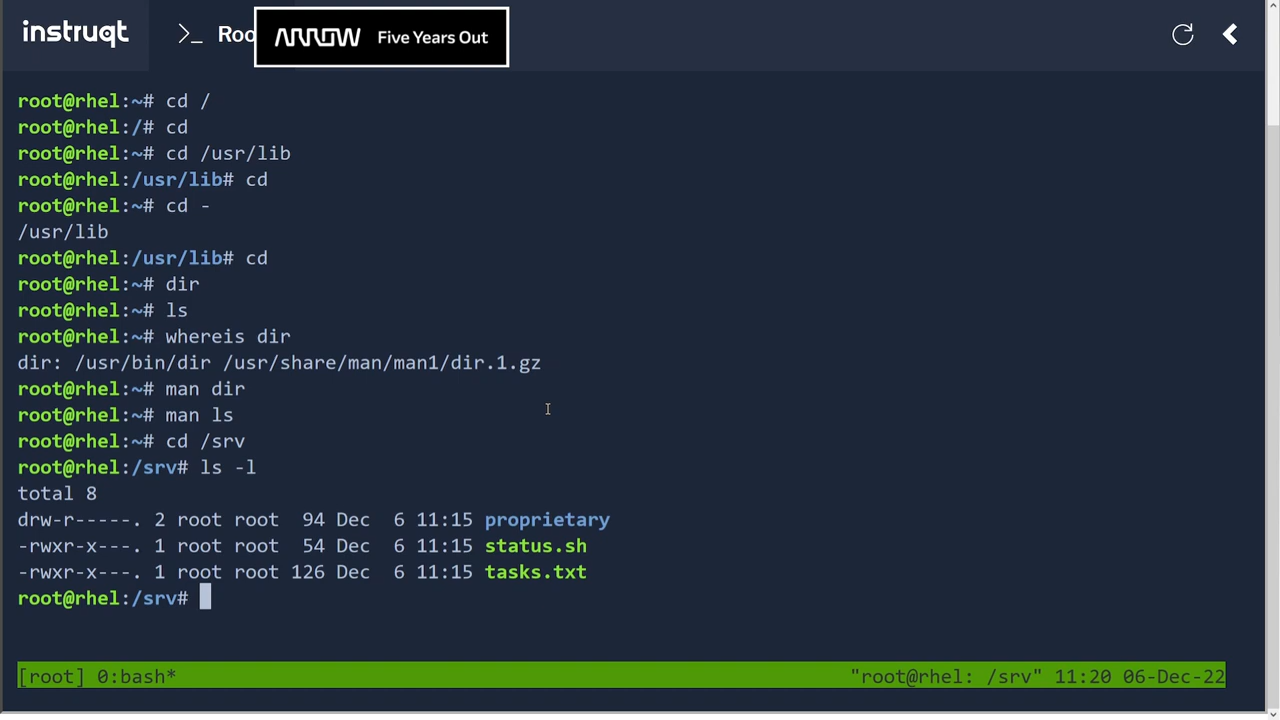 instruqt >_ Roo
ARROW Five Years Out
root@rhel:~# cd /
root@rhel:/# cd
root@rhel:~# cd /usr/lib
root@rhel:/usr/lib# cd
root@rhel:~# cd -
/usr/lib
root@rhel:/usr/lib# cd
root@rhel:~# dir
root@rhel:~# ls
root@rhel:~# whereis dir
dir: /usr/bin/dir /usr/share/man/man1/dir.1.gz
root@rhel:~# man dir
root@rhel:~# man ls
root@rhel:~# cd /srv
root@rhel:/srv# ls -l
total 8
drw-r-----. 2 root root  94 Dec  6 11:15 proprietary
-rwxr-x---. 1 root root  54 Dec  6 11:15 status.sh
-rwxr-x---. 1 root root 126 Dec  6 11:15 tasks.txt
root@rhel:/srv#
[root] 0:bash* "root@rhel: /srv" 11:20 06-Dec-22